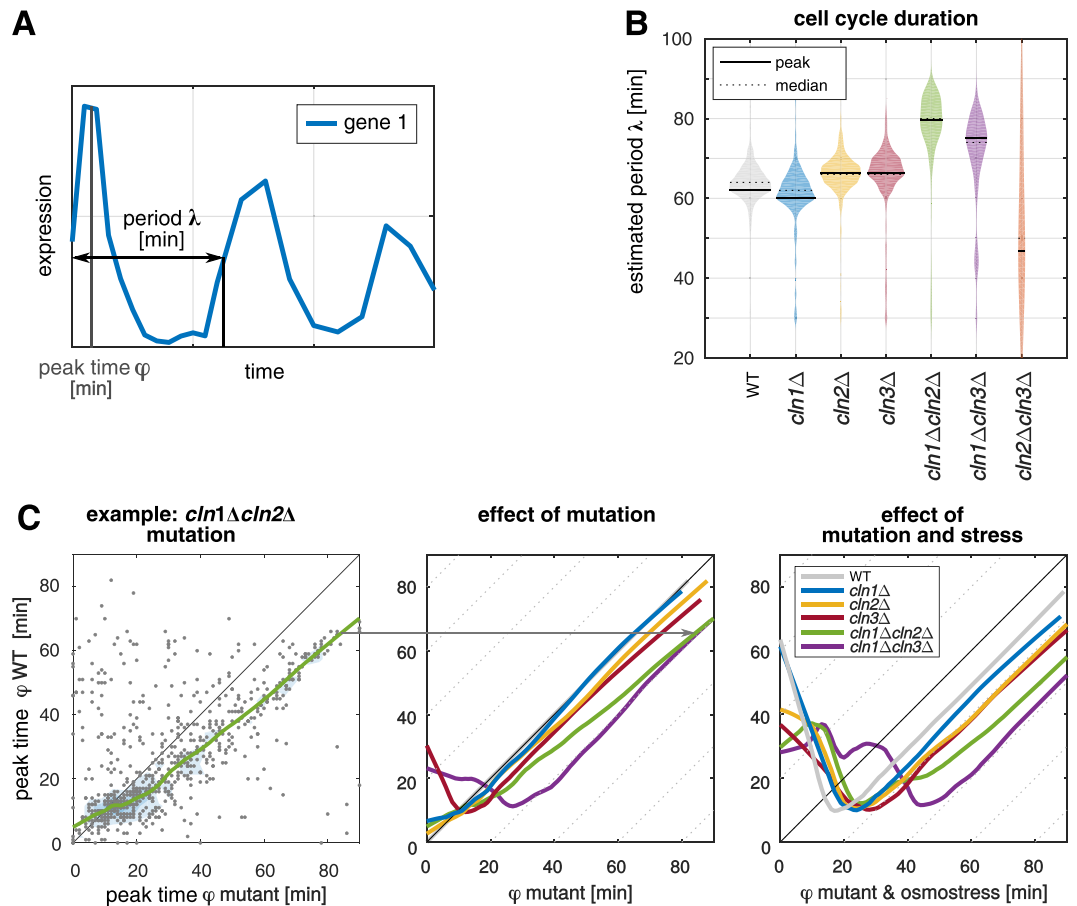 A
gene 1
expression
period λ
[min]
peak time φ
[min]
time
B
cell cycle duration
peak
median
estimated period λ [min]
100
80
60
40
20
WT
cln1Δ
cln2Δ
cln3Δ
cln1Δcln2Δ
cln1Δcln3Δ
cln2Δcln3Δ
C
example: cln1Δcln2Δ
mutation
peak time φ WT [min]
80
60
40
20
0
0 20 40 60 80
peak time φ mutant [min]
effect of mutation
80
60
40
20
0
0 20 40 60 80
φ mutant [min]
effect of
mutation and stress
WT
cln1Δ
cln2Δ
cln3Δ
cln1Δcln2Δ
cln1Δcln3Δ
80
60
40
20
0
0 20 40 60 80
φ mutant & osmostress [min]